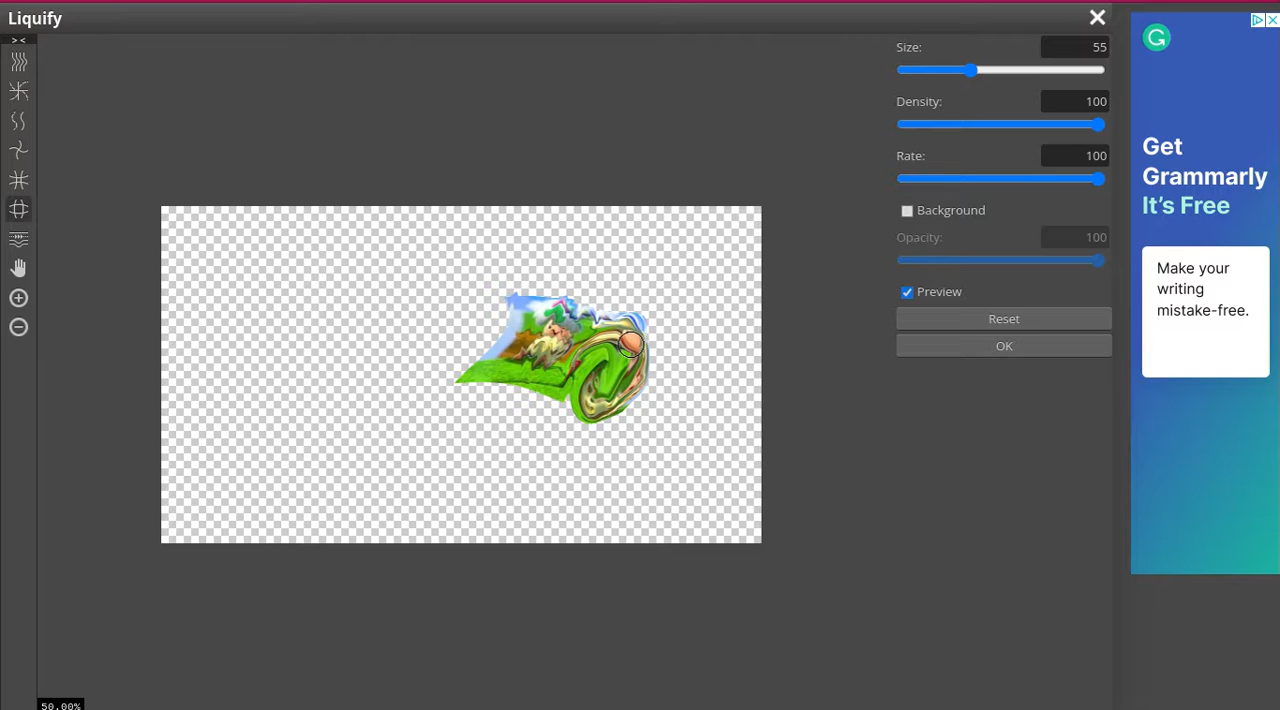 Liquify
Size:
55
Density:
100
Rate:
100
Background
Opacity:
100
Preview
Reset
OK
50.00%
Get
Grammarly
It's Free
Make your
writing
mistake-free.